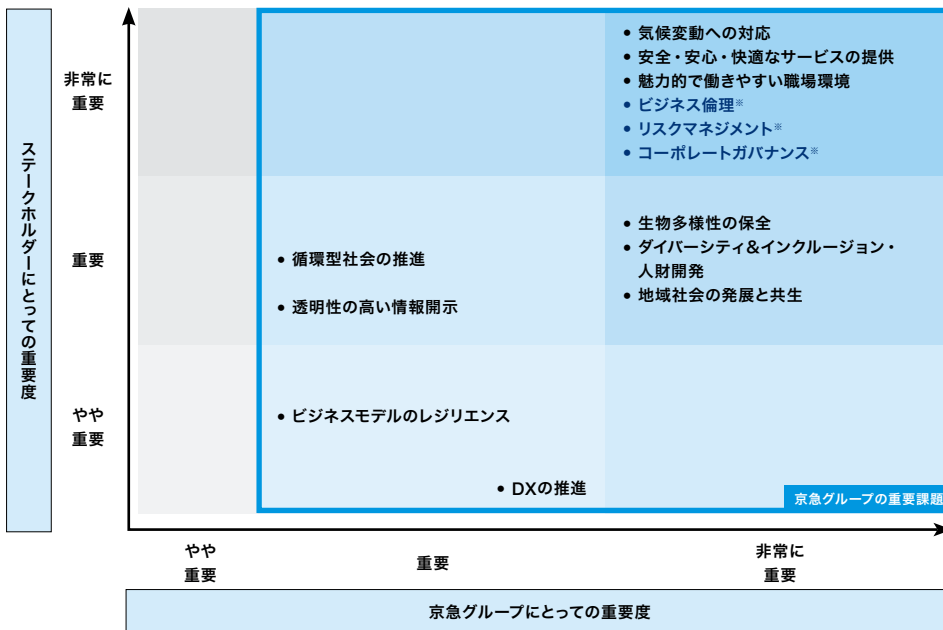 ステークホルダーにとっての重要度
非常に
重要
重要
やや
重要
• 気候変動への対応
• 安全・安心・快適なサービスの提供
• 魅力的で働きやすい職場環境
• ビジネス倫理※
• リスクマネジメント※
• コーポレートガバナンス※
• 循環型社会の推進
• 透明性の高い情報開示
• 生物多様性の保全
• ダイバーシティ&インクルージョン・
人財開発
• 地域社会の発展と共生
• ビジネスモデルのレジリエンス
• DXの推進
京急グループの重要課題
やや
重要
重要
非常に
重要
京急グループにとっての重要度